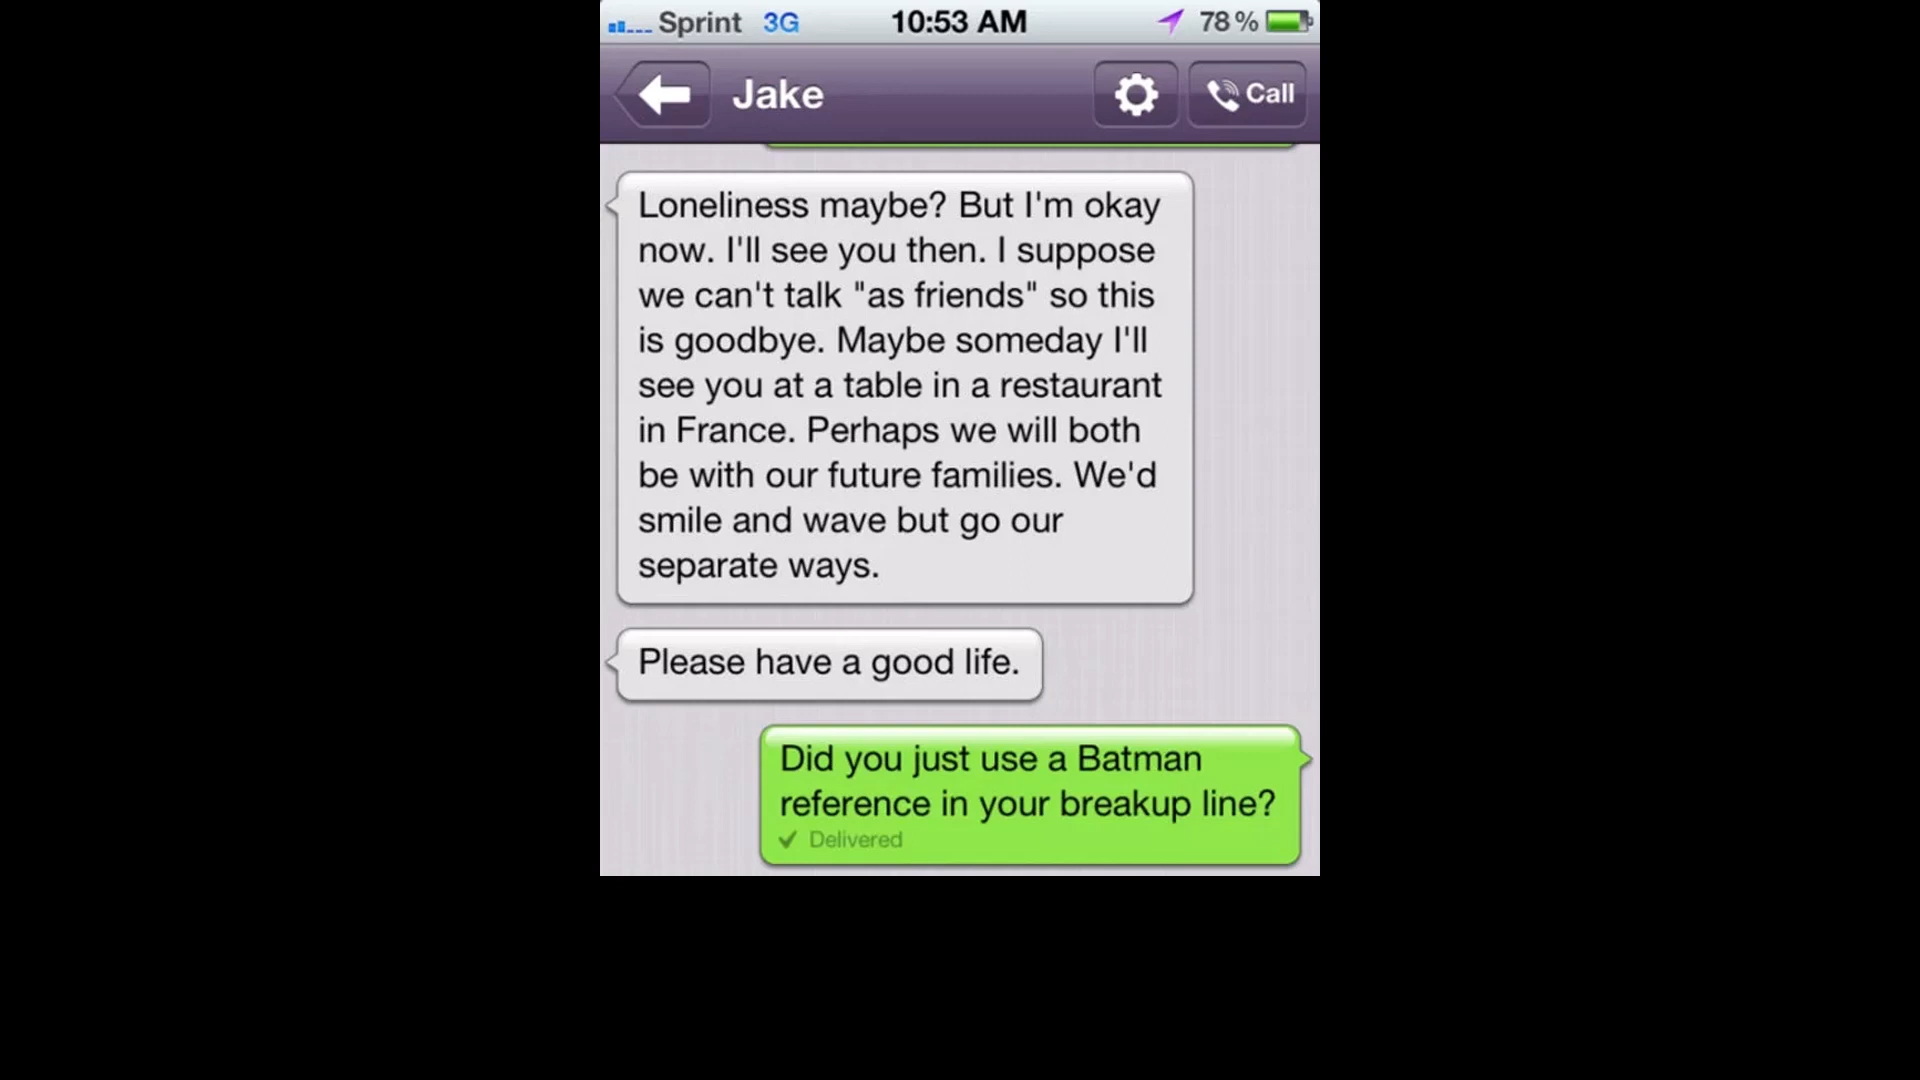 Sprint 3G 10:53 AM 78%
Jake Call
Loneliness maybe? But I'm okay
now. I'll see you then. I suppose
we can't talk "as friends" so this
is goodbye. Maybe someday I'll
see you at a table in a restaurant
in France. Perhaps we will both
be with our future families. We'd
smile and wave but go our
separate ways.
Please have a good life.
Did you just use a Batman
reference in your breakup line?
Delivered